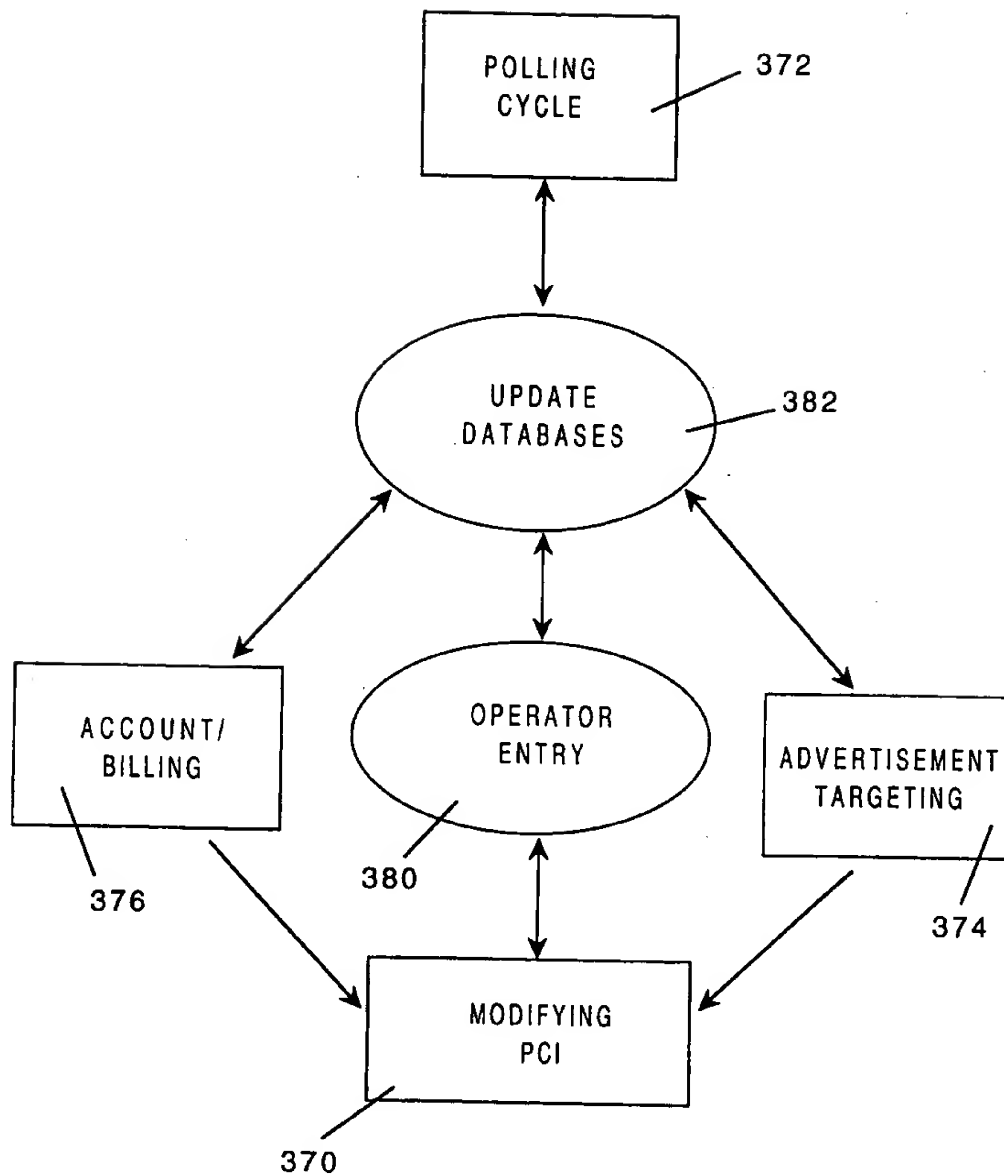 POLLING
CYCLE
372
UPDATE
DATABASES
382
ACCOUNT/
BILLING
376
OPERATOR
ENTRY
380
ADVERTISEMENT
TARGETING
374
MODIFYING
PCI
370